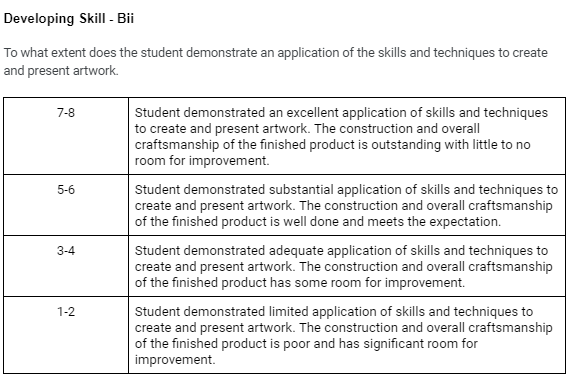 Developing Skill - Bii
To what extent does the student demonstrate an application of the skills and techniques to create
and present artwork.
7-8
Student demonstrated an excellent application of skills and techniques
to create and present artwork. The construction and overall
craftsmanship of the finished product is outstanding with little to no
room for improvement.
5-6
Student demonstrated substantial application of skills and techniques to
create and present artwork. The construction and overall craftsmanship
of the finished product is well done and meets the expectation.
3-4
Student demonstrated adequate application of skills and techniques to
create and present artwork. The construction and overall craftsmanship
of the finished product has some room for improvement.
1-2
Student demonstrated limited application of skills and techniques to
create and present artwork. The construction and overall craftsmanship
of the finished product is poor and has significant room for
improvement.